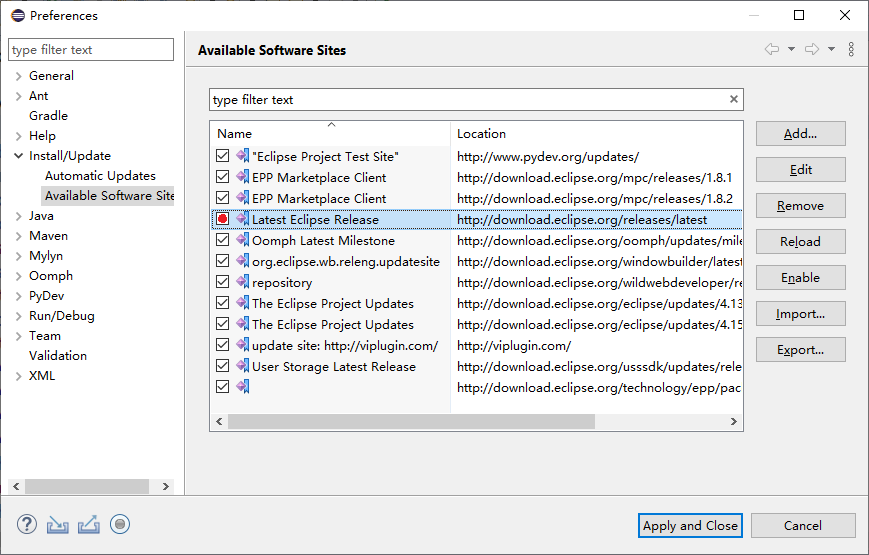 Preferences
type filter text
General
Ant
Gradle
Help
Install/Update
Automatic Updates
Available Software Site
Java
Maven
Mylyn
Oomph
PyDev
Run/Debug
Team
Validation
XML
Available Software Sites
type filter text
Name Location
"Eclipse Project Test Site" http://www.pydev.org/updates/
EPP Marketplace Client http://download.eclipse.org/mpc/releases/1.8.1
EPP Marketplace Client http://download.eclipse.org/mpc/releases/1.8.2
Latest Eclipse Release http://download.eclipse.org/releases/latest
Oomph Latest Milestone http://download.eclipse.org/oomph/updates/mile
org.eclipse.wb.releng.updatesite http://download.eclipse.org/windowbuilder/latest
repository http://download.eclipse.org/wildwebdeveloper/re
The Eclipse Project Updates http://download.eclipse.org/eclipse/updates/4.13
The Eclipse Project Updates http://download.eclipse.org/eclipse/updates/4.15
update site: http://viplugin.com/ http://viplugin.com/
User Storage Latest Release http://download.eclipse.org/usssdk/updates/rele
http://download.eclipse.org/technology/epp/pac
Add...
Edit
Remove
Reload
Enable
Import...
Export...
Apply and Close
Cancel